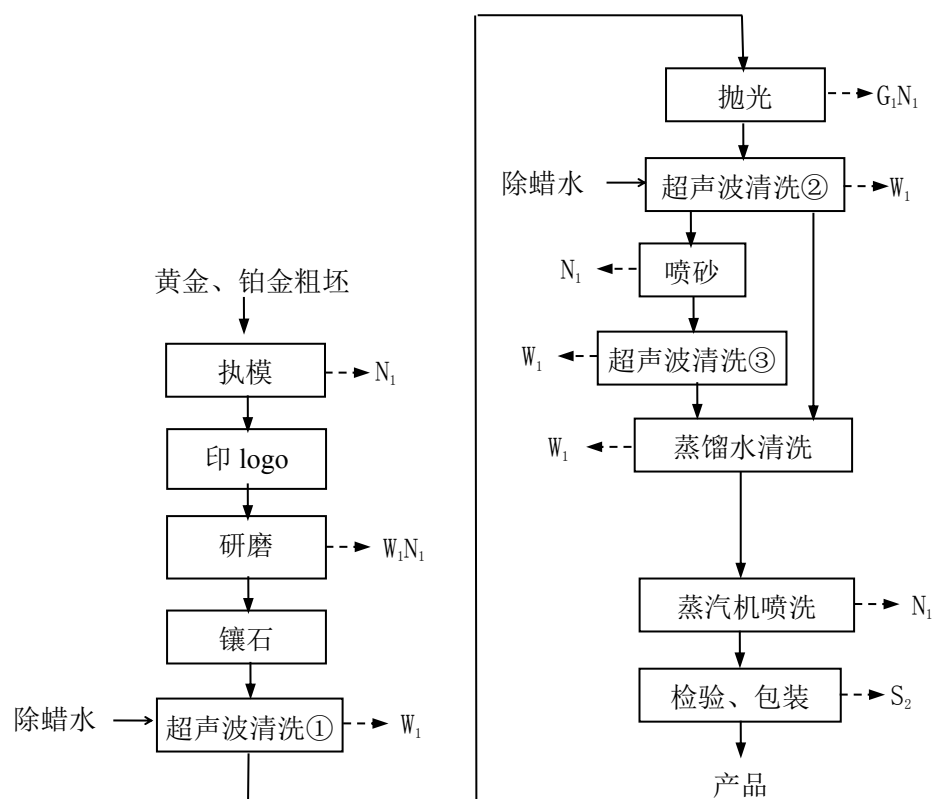 黄金、铂金粗坯
执模
N₁
印 logo
研磨
W₁N₁
镶石
除蜡水
超声波清洗①
W₁
抛光
G₁N₁
除蜡水
超声波清洗②
W₁
N₁
喷砂
W₁
超声波清洗③
W₁
蒸馏水清洗
蒸汽机喷洗
N₁
检验、包装
S₂
产品